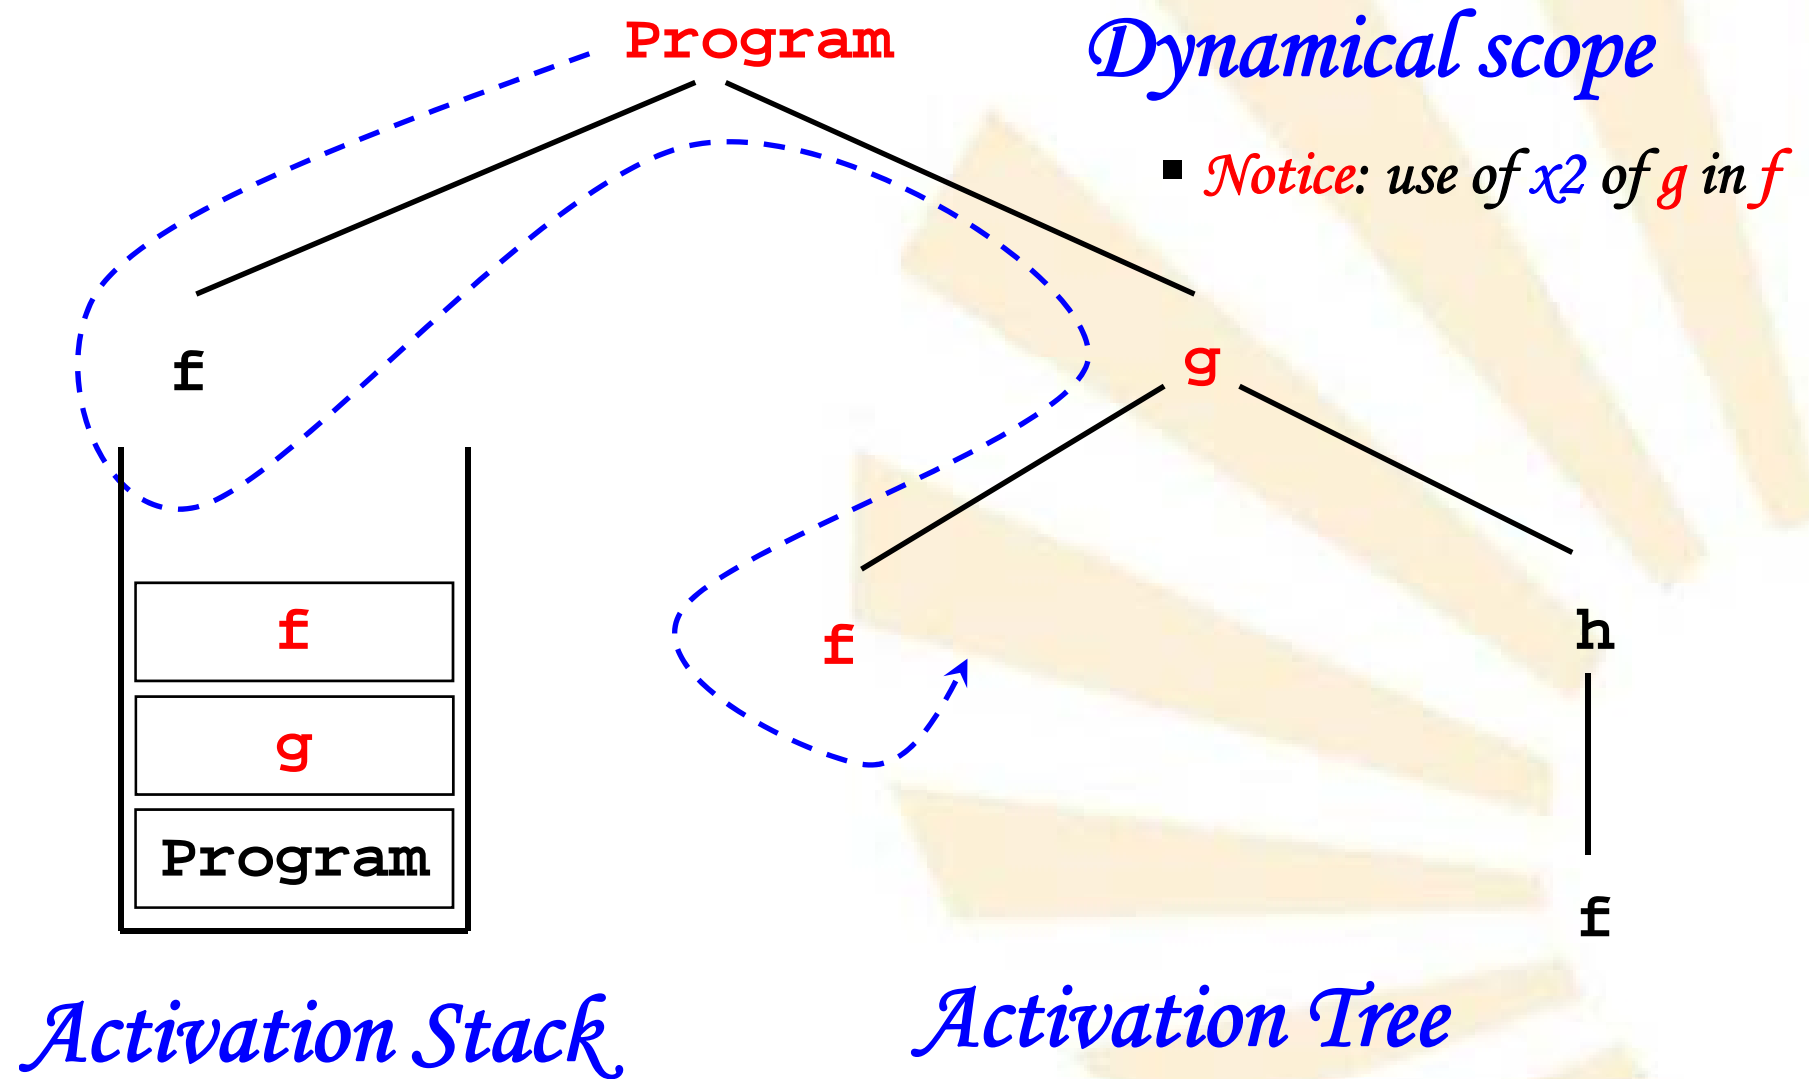 Program
Dynamical scope
Notice: use of x2 of g in f
f
g
f
f
h
g
Program
f
Activation Stack
Activation Tree